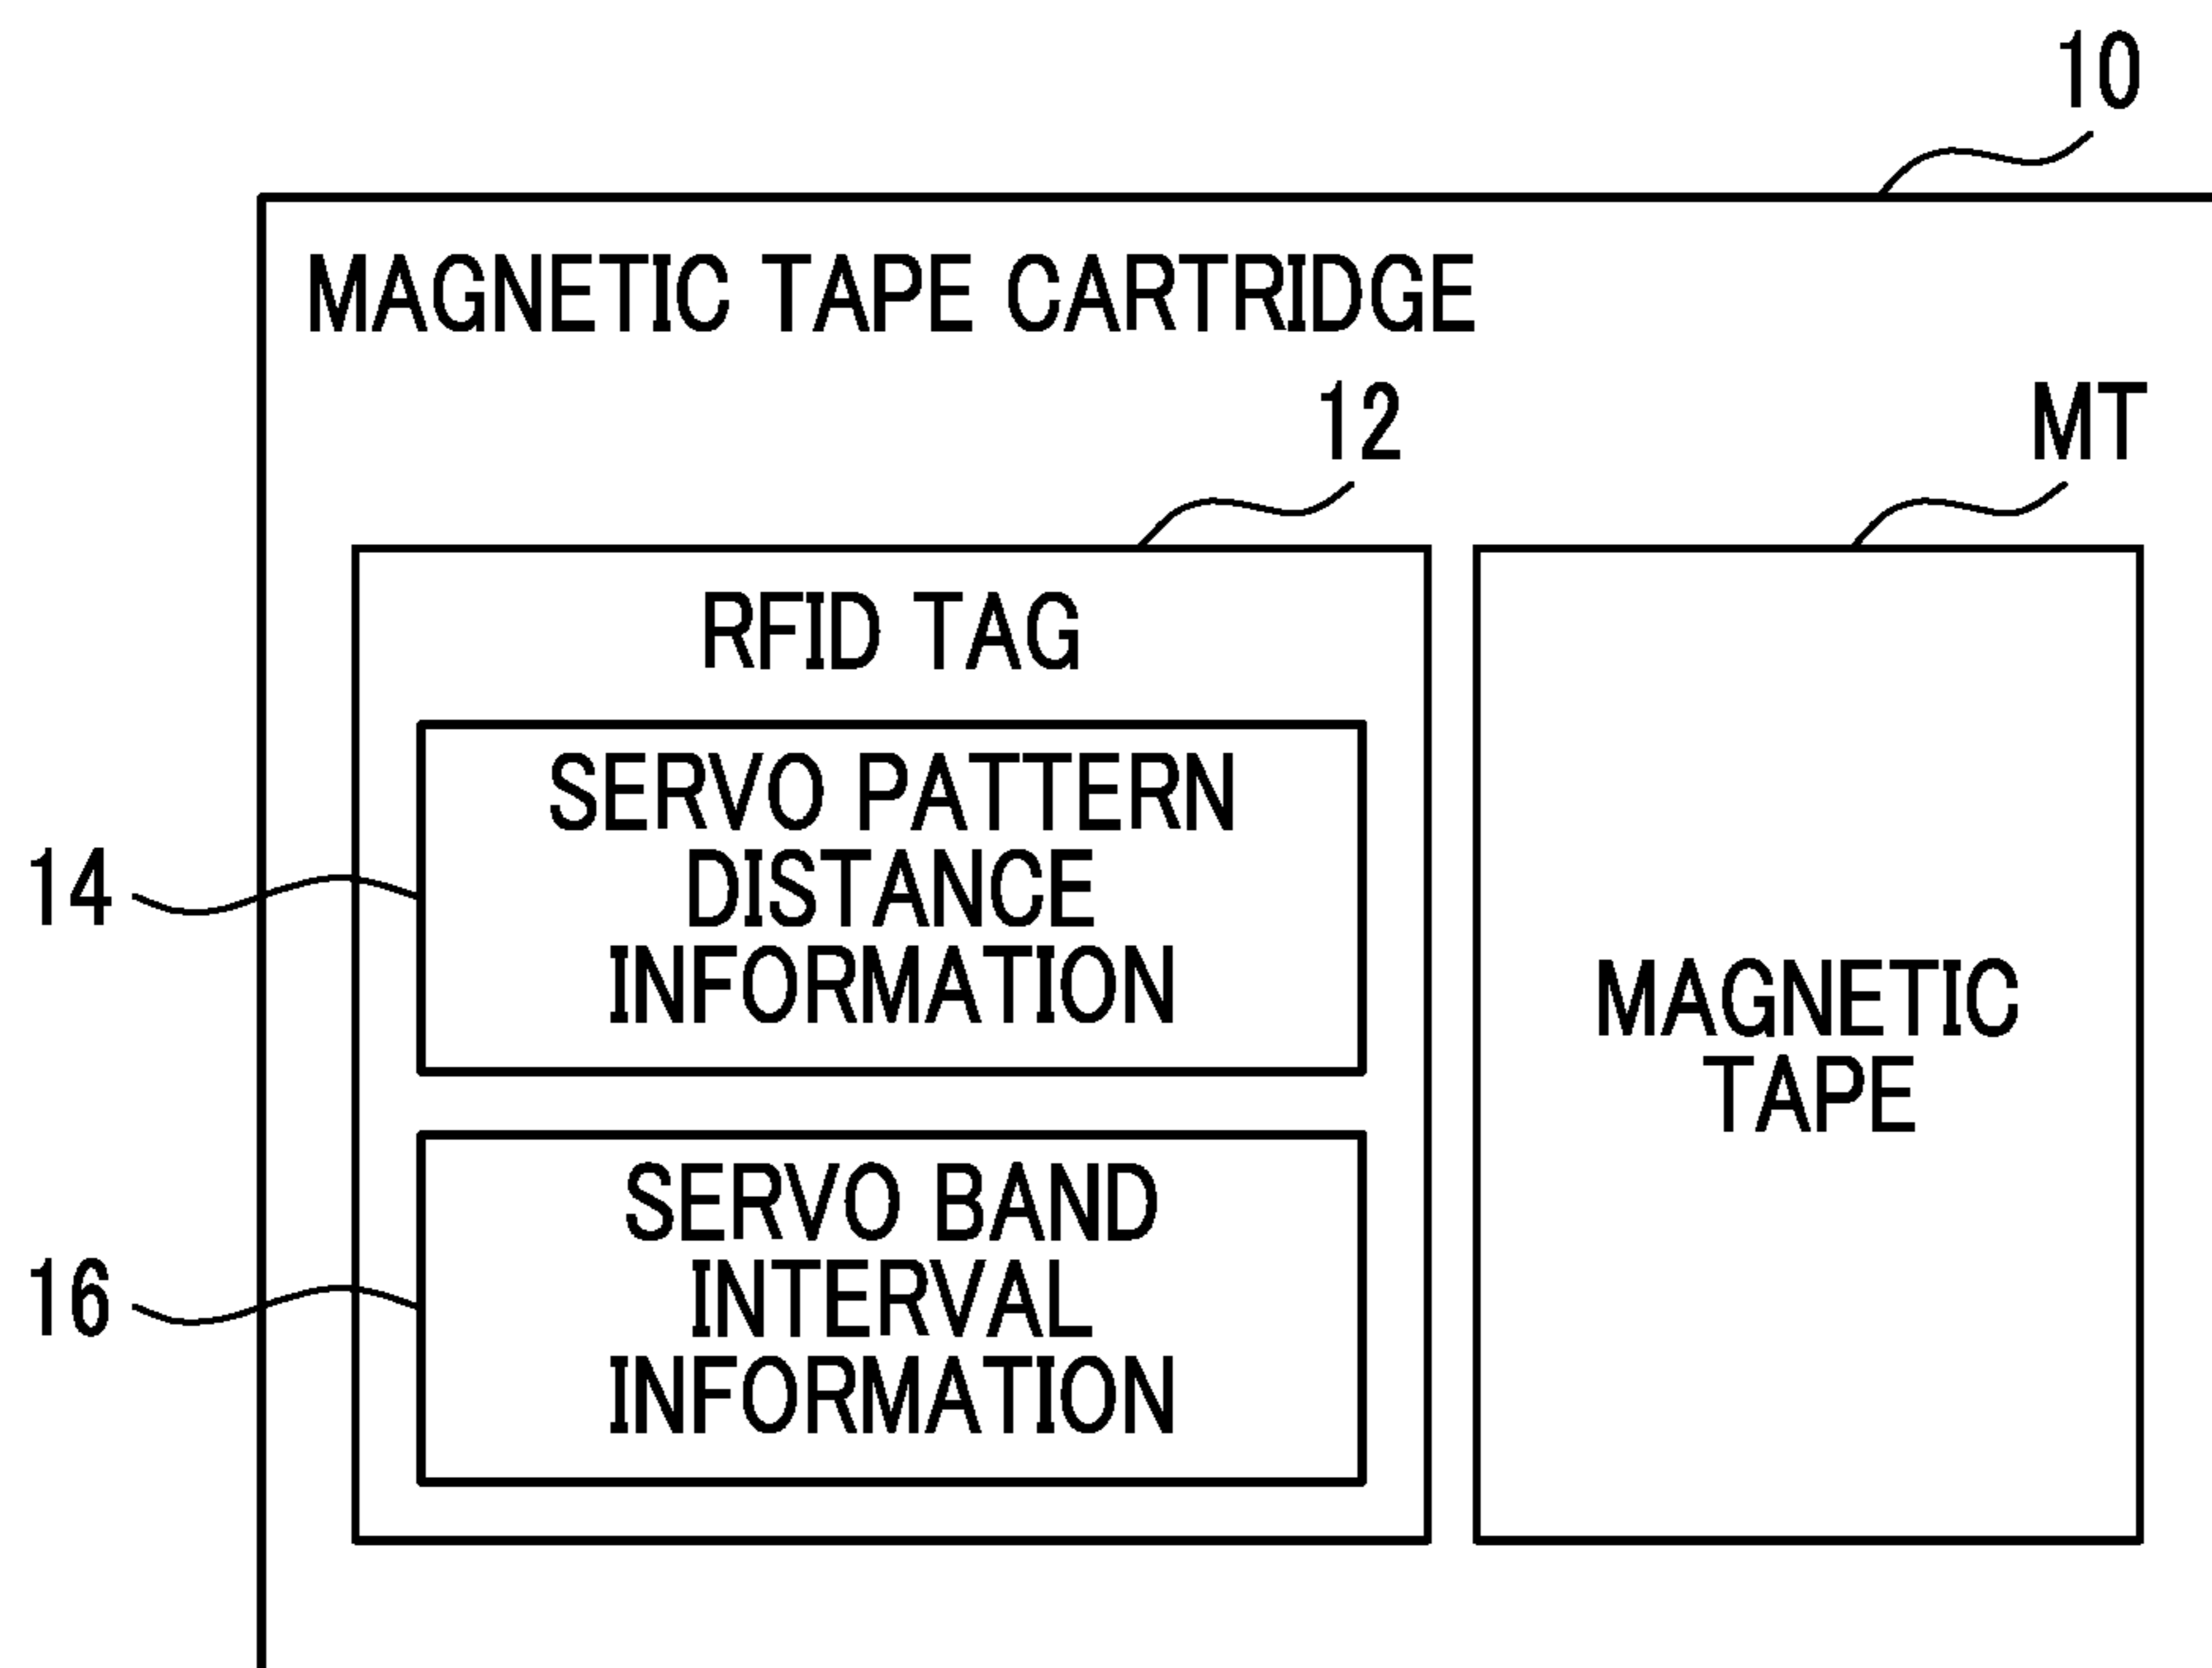 10
MAGNETIC TAPE CARTRIDGE
12
MT
RFID TAG
SERVO PATTERN
DISTANCE
INFORMATION
14
MAGNETIC
TAPE
SERVO BAND
INTERVAL
INFORMATION
16